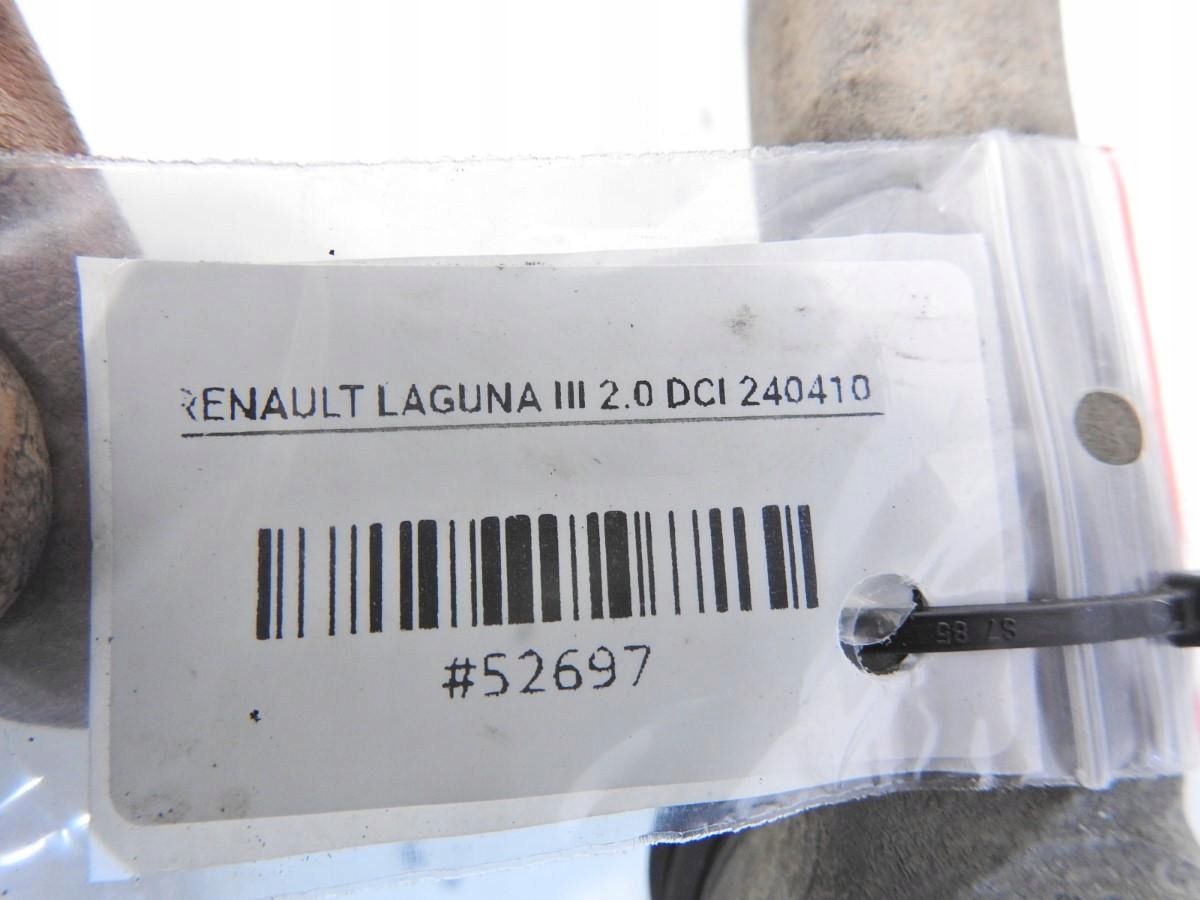 RENAULT LAGUNA III 2.0 DCI 240410
#52697